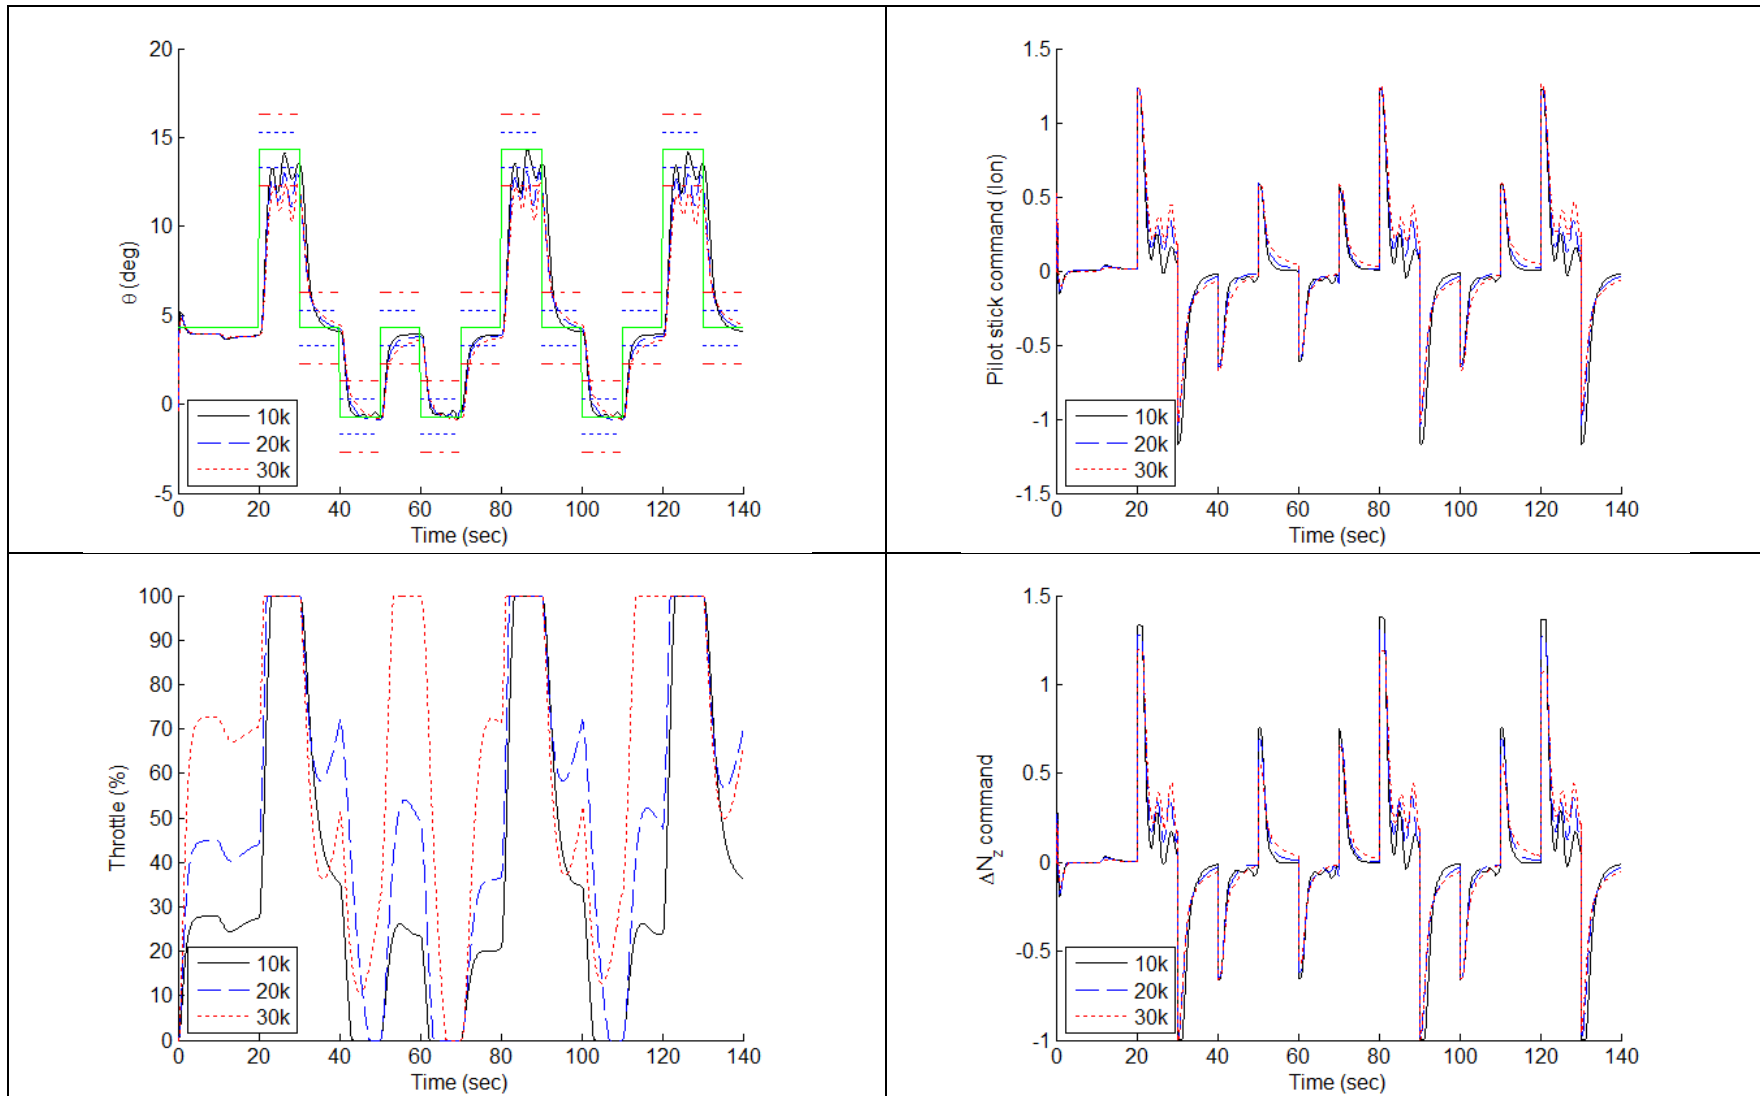 20
15
10
5
0
-5
θ (deg)
10k
20k
30k
0 20 40 60 80 100 120 140
Time (sec)
1.5
1
0.5
0
-0.5
-1
-1.5
Pilot stick command (lon)
10k
20k
30k
0 20 40 60 80 100 120 140
Time (sec)
100
90
80
70
60
50
40
30
20
10
0
Throttle (%)
10k
20k
30k
0 20 40 60 80 100 120 140
Time (sec)
1.5
1
0.5
0
-0.5
-1
ΔNz command
10k
20k
30k
0 20 40 60 80 100 120 140
Time (sec)